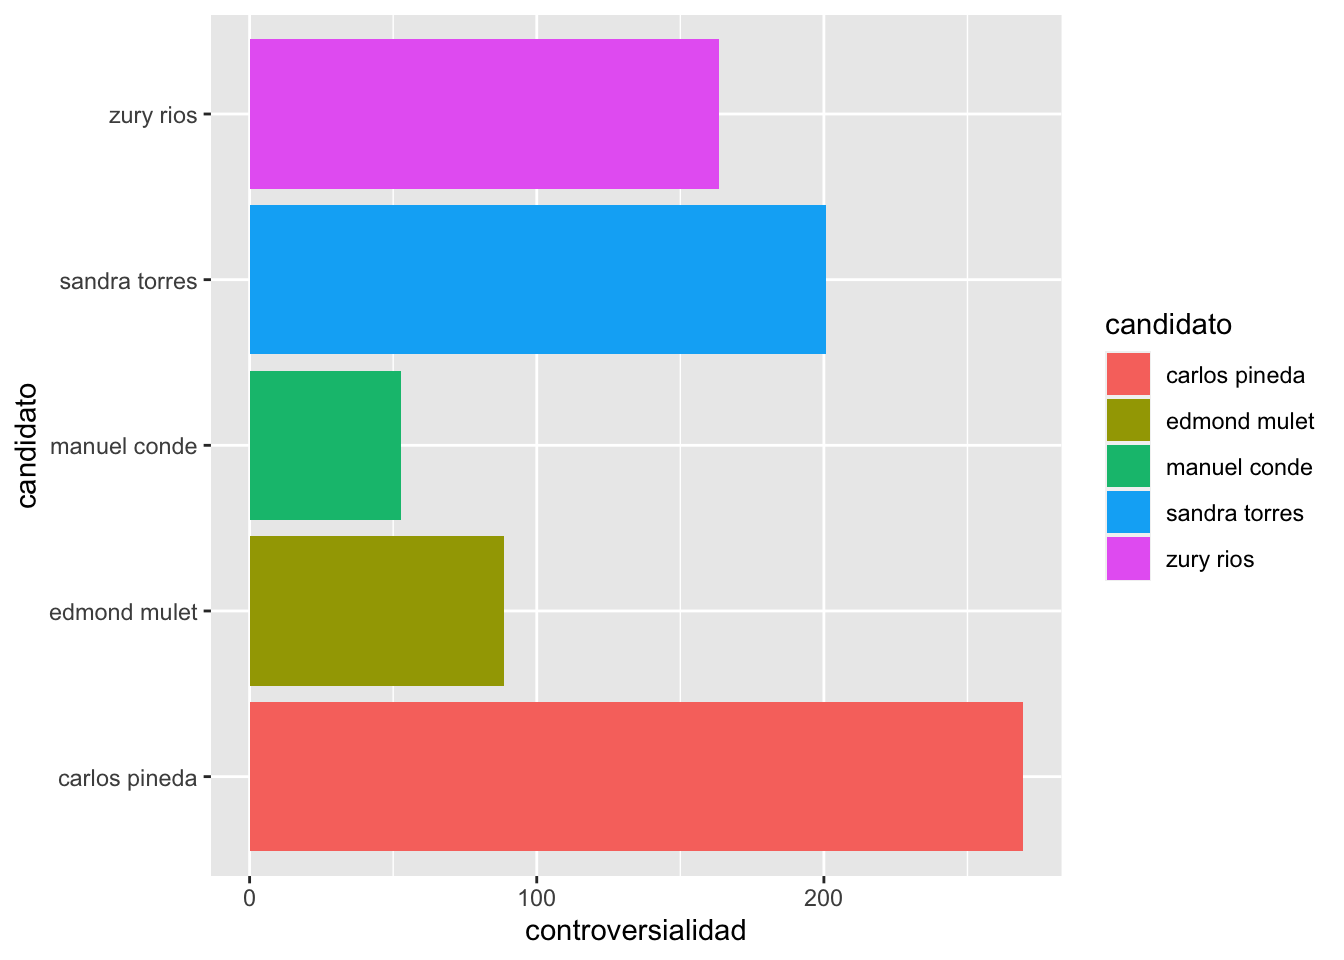 zury rios
sandra torres
manuel conde
edmond mulet
carlos pineda
candidato
0 100 200
controversialidad
candidato
carlos pineda
edmond mulet
manuel conde
sandra torres
zury rios